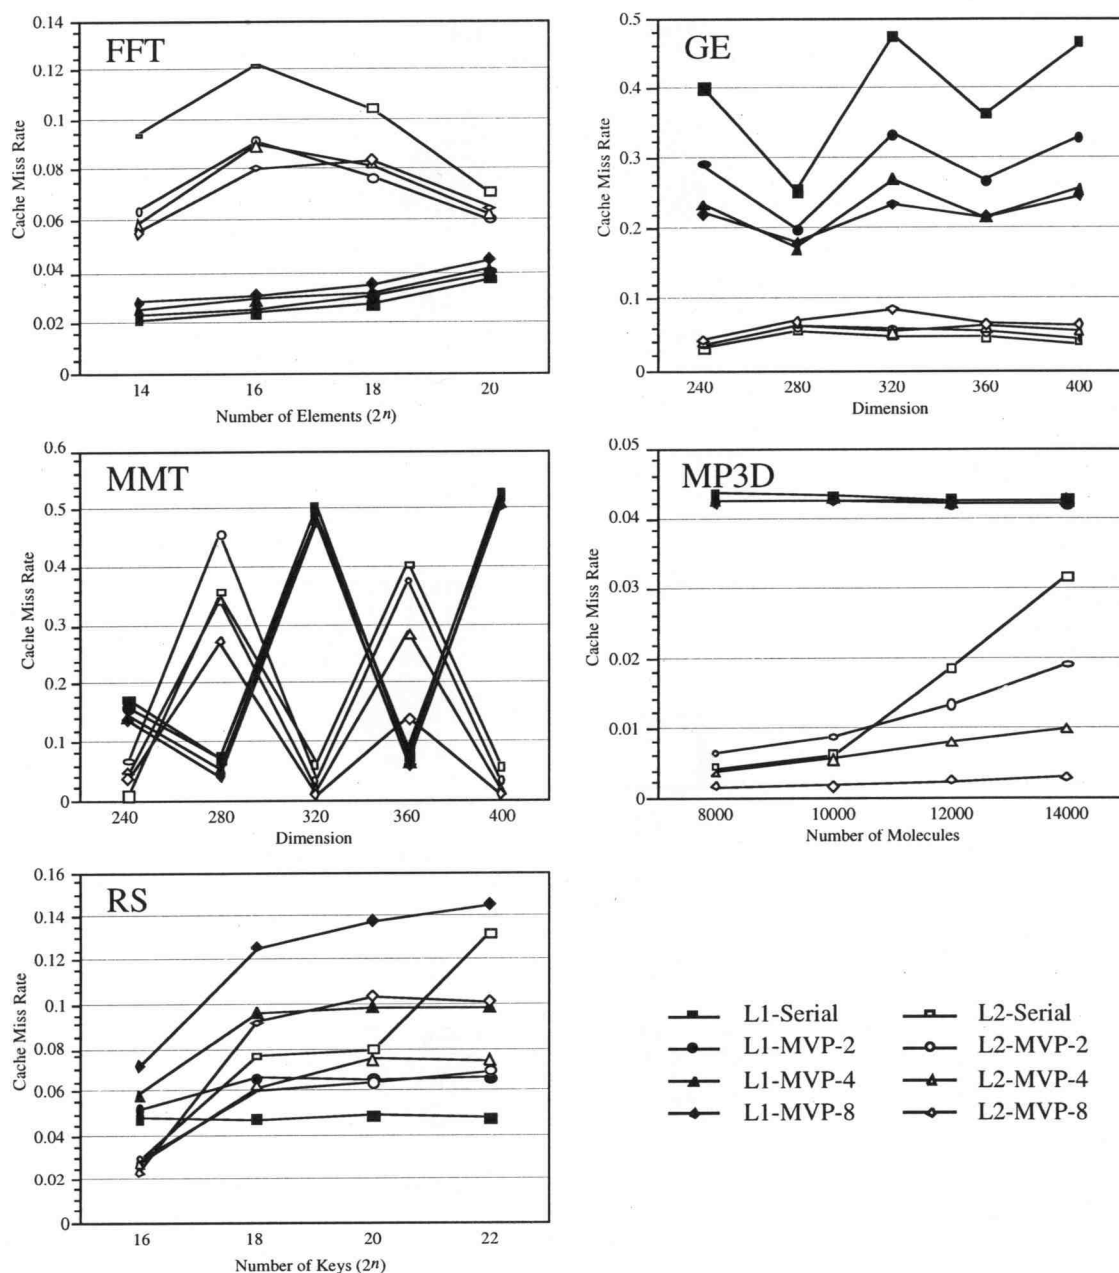 FFT
Cache Miss Rate
0.14
0.12
0.1
0.08
0.06
0.04
0.02
0
14
16
18
20
Number of Elements (2n)
GE
Cache Miss Rate
0.5
0.4
0.3
0.2
0.1
0
240
280
320
360
400
Dimension
MMT
Cache Miss Rate
0.6
0.5
0.4
0.3
0.2
0.1
0
240
280
320
360
400
Dimension
MP3D
Cache Miss Rate
0.05
0.04
0.03
0.02
0.01
0
8000
10000
12000
14000
Number of Molecules
RS
Cache Miss Rate
0.16
0.14
0.12
0.1
0.08
0.06
0.04
0.02
0
16
18
20
22
Number of Keys (2n)
L1-Serial
L1-MVP-2
L1-MVP-4
L1-MVP-8
L2-Serial
L2-MVP-2
L2-MVP-4
L2-MVP-8